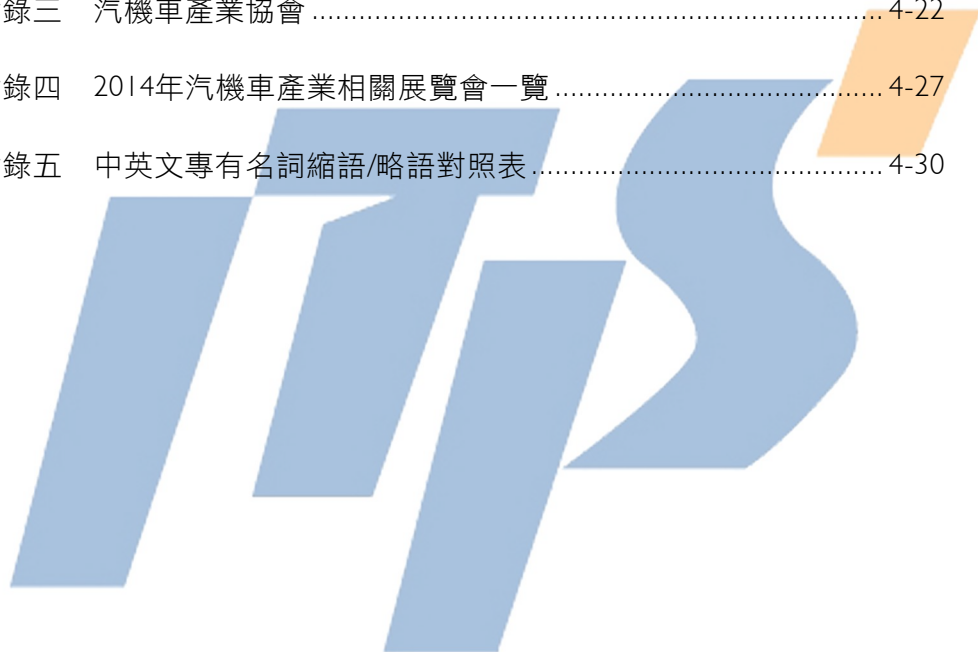 錄三 汽機車產業協會 ........................................................................ 4-22
錄四 2014年汽機車產業相關展覽會一覽 ......................................... 4-27
錄五 中英文專有名詞縮語/略語對照表 ............................................ 4-30
ITIS